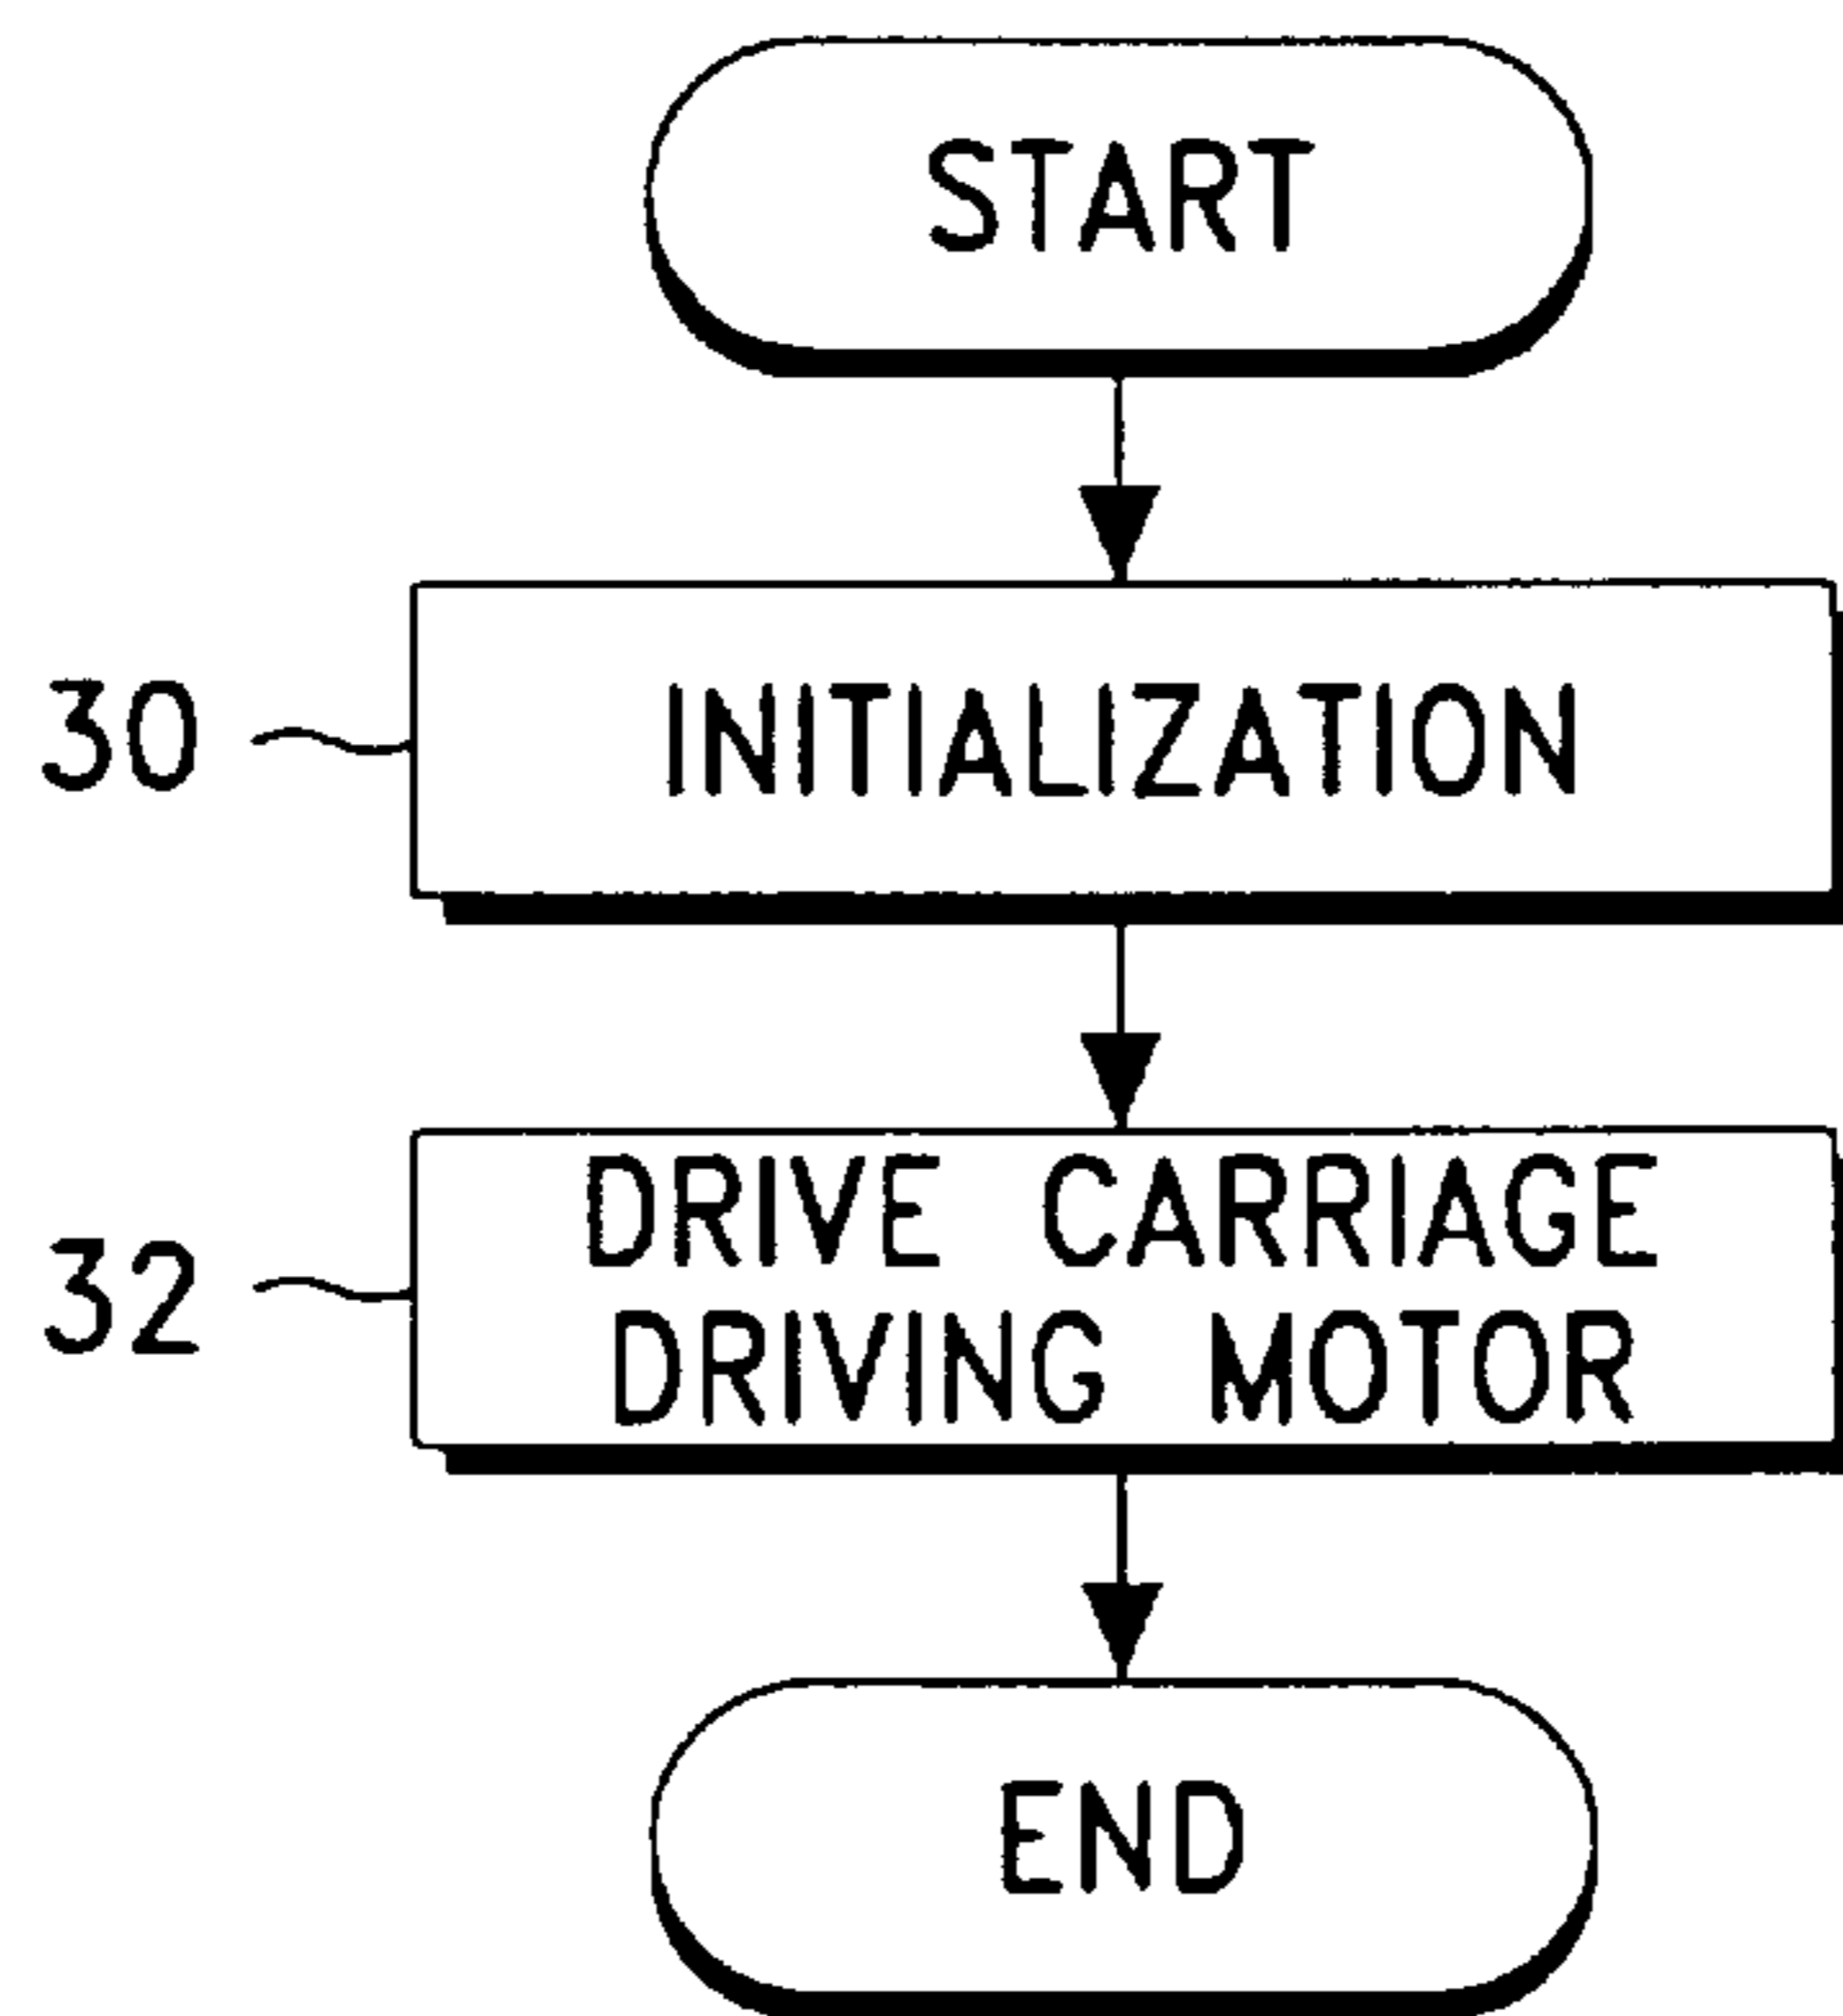 START
30
INITIALIZATION
32
DRIVE CARRIAGE
DRIVING MOTOR
END